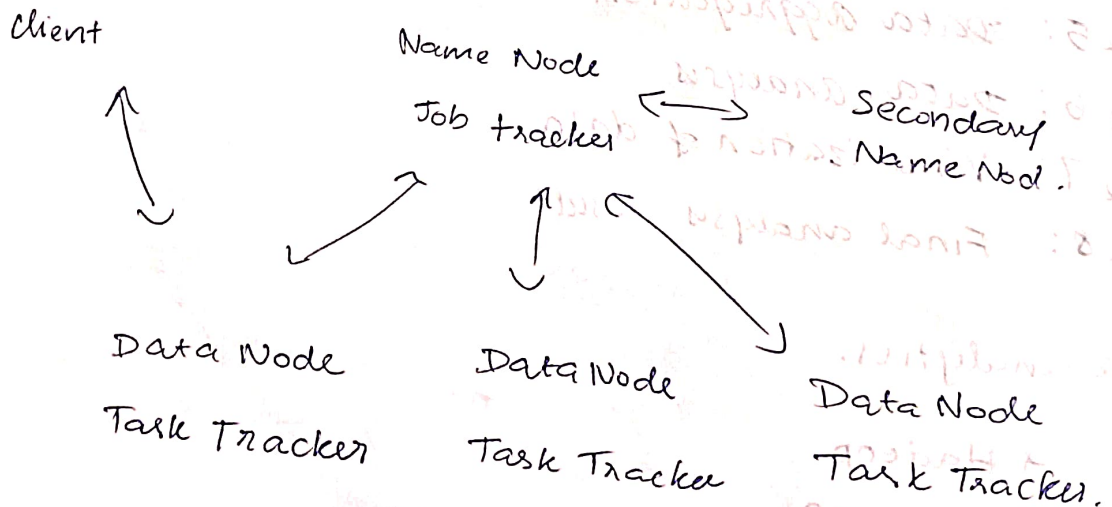 Client
Name Node
Job tracker
Secondary
Name Nod.
Data Node
Task Tracker
Data Node
Task Tracker
Data Node
Task Tracker.